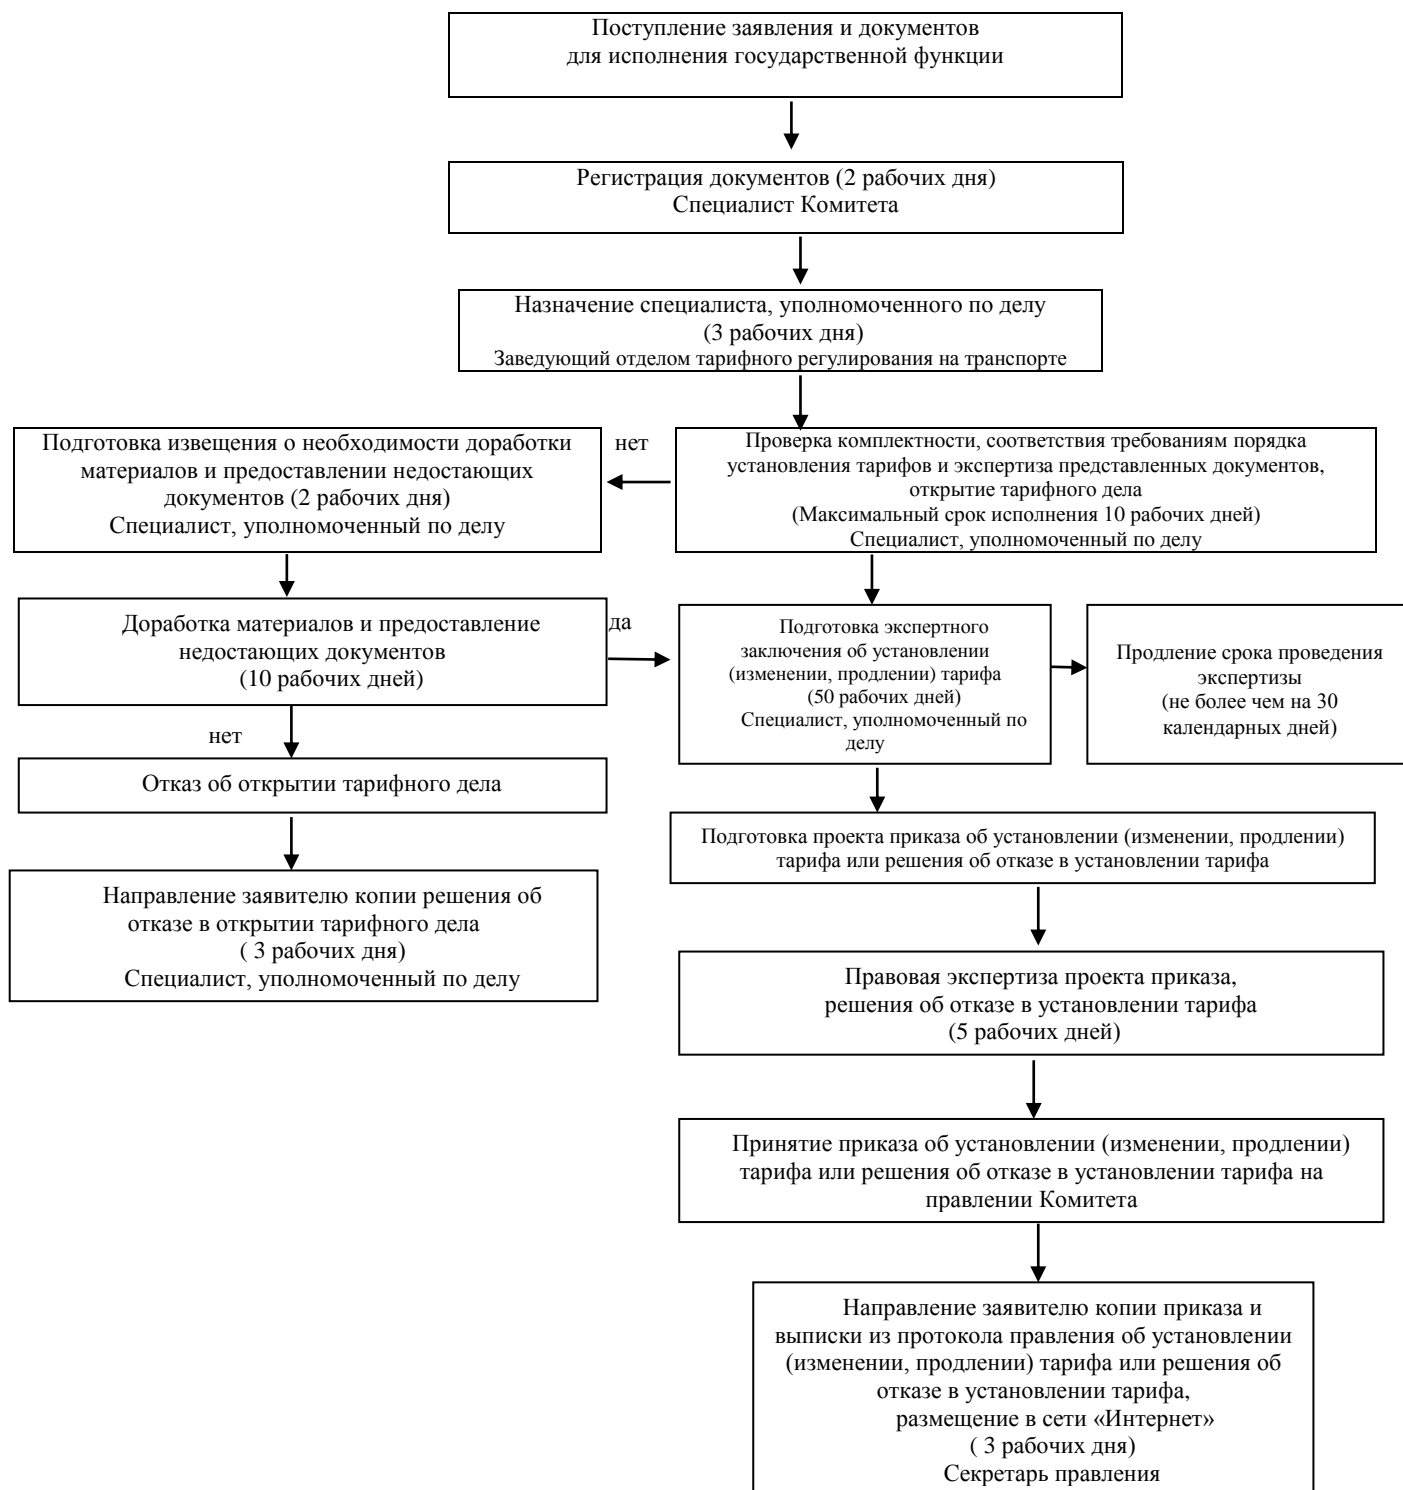 Поступление заявления и документов
для исполнения государственной функции
Регистрация документов (2 рабочих дня)
Специалист Комитета
Назначение специалиста, уполномоченного по делу
(3 рабочих дня)
Заведующий отделом тарифного регулирования на транспорте
Подготовка извещения о необходимости доработки
материалов и предоставлении недостающих
документов (2 рабочих дня)
Специалист, уполномоченный по делу
нет
Проверка комплектности, соответствия требованиям порядка
установления тарифов и экспертиза представленных документов,
открытие тарифного дела
(Максимальный срок исполнения 10 рабочих дней)
Специалист, уполномоченный по делу
Доработка материалов и предоставление
недостающих документов
(10 рабочих дней)
да
Подготовка экспертного
заключения об установлении
(изменении, продлении) тарифа
(50 рабочих дней)
Специалист, уполномоченный по
делу
Продление срока проведения
экспертизы
(не более чем на 30
календарных дней)
нет
Отказ об открытии тарифного дела
Подготовка проекта приказа об установлении (изменении, продлении)
тарифа или решения об отказе в установлении тарифа
Направление заявителю копии решения об
отказе в открытии тарифного дела
( 3 рабочих дня)
Специалист, уполномоченный по делу
Правовая экспертиза проекта приказа,
решения об отказе в установлении тарифа
(5 рабочих дней)
Принятие приказа об установлении (изменении, продлении)
тарифа или решения об отказе в установлении тарифа на
правлении Комитета
Направление заявителю копии приказа и
выписки из протокола правления об установлении
(изменении, продлении) тарифа или решения об
отказе в установлении тарифа,
размещение в сети «Интернет»
( 3 рабочих дня)
Секретарь правления